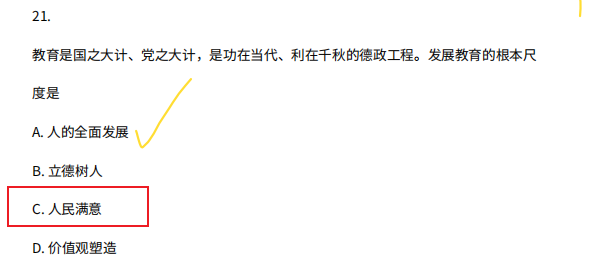 21.
教育是国之大计、党之大计，是功在当代、利在千秋的德政工程。发展教育的根本尺
度是
A. 人的全面发展
B. 立德树人
C. 人民满意
D. 价值观塑造